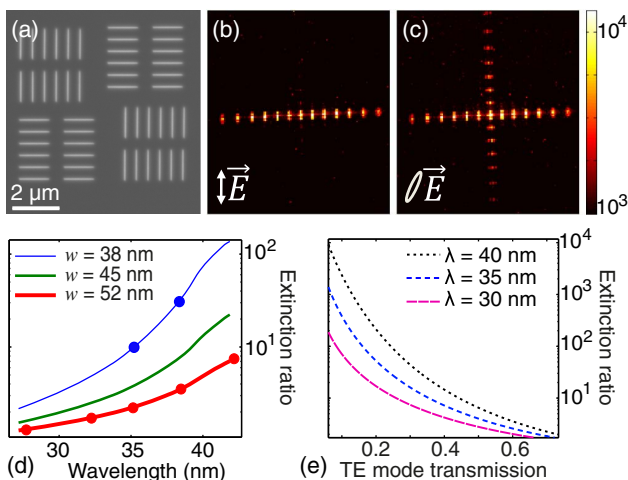 (a)
2 μm
(b)
E
(c)
E
10⁴
10³
w = 38 nm
w = 45 nm
w = 52 nm
10²
10¹
Extinction ratio
30
35
40
Wavelength (nm)
(d)
λ = 40 nm
λ = 35 nm
λ = 30 nm
10⁴
10³
10²
10¹
Extinction ratio
0.2
0.4
0.6
TE mode transmission
(e)